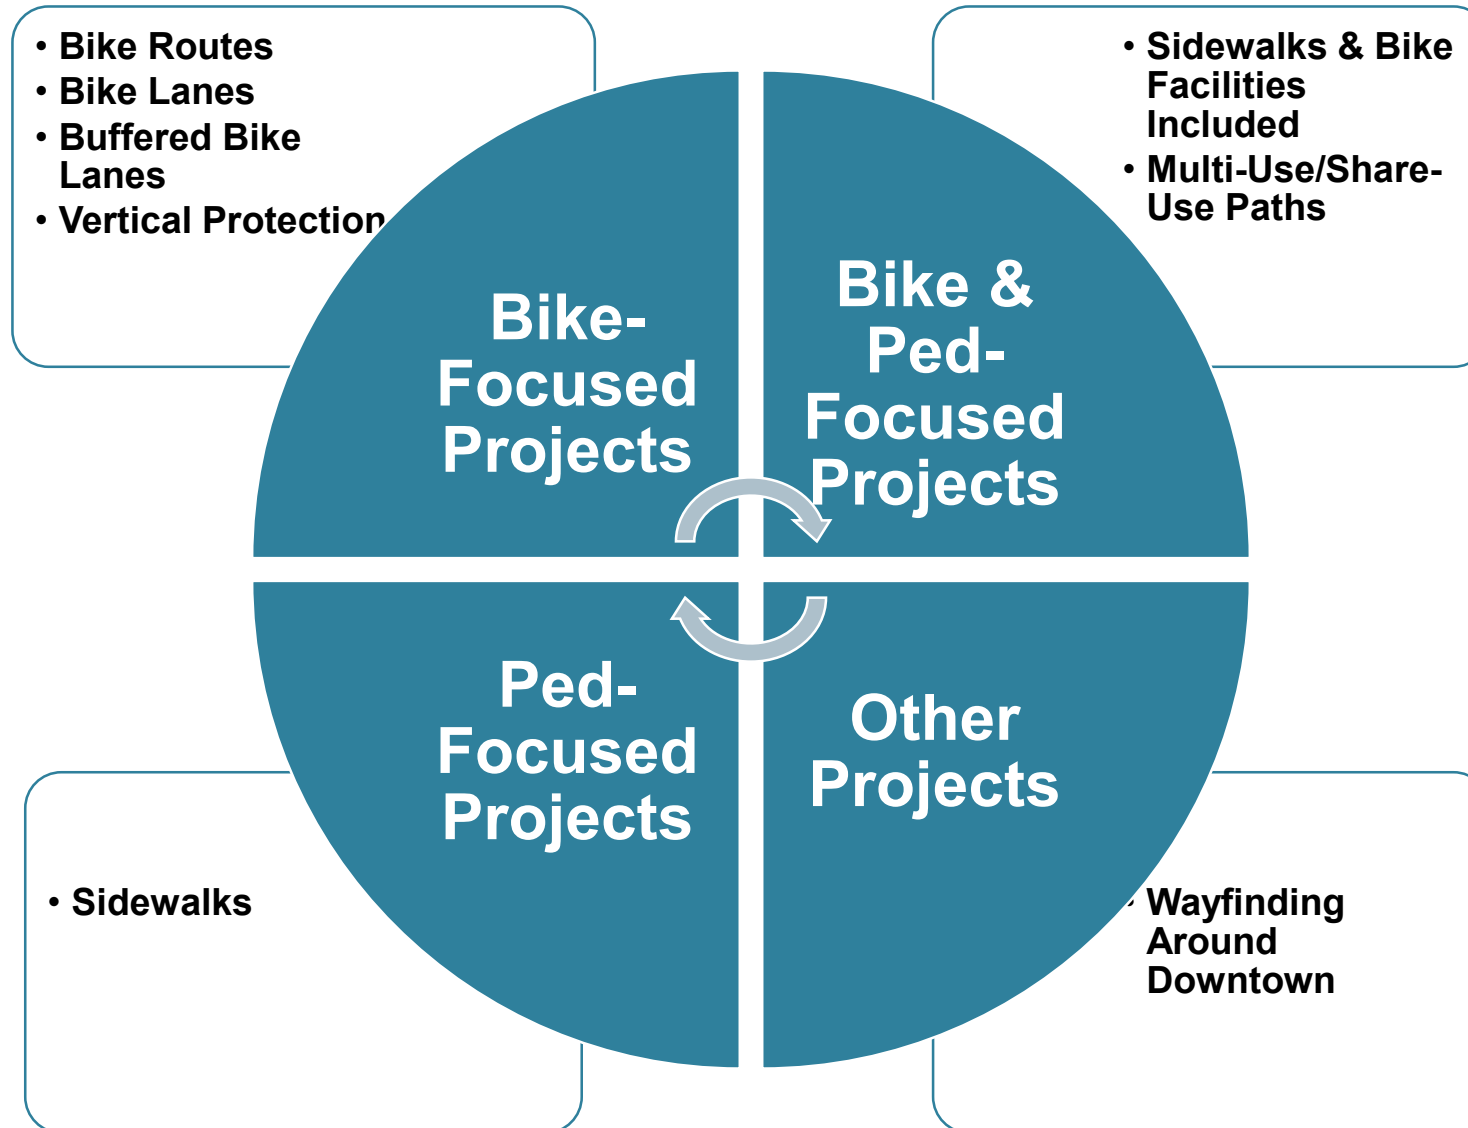 • Bike Routes
• Bike Lanes
• Buffered Bike
Lanes
• Vertical Protection
• Sidewalks & Bike
Facilities
Included
• Multi-Use/Share-
Use Paths
Bike-
Focused
Projects
Bike &
Ped-
Focused
Projects
Ped-
Focused
Projects
Other
Projects
• Sidewalks
• Wayfinding
Around
Downtown